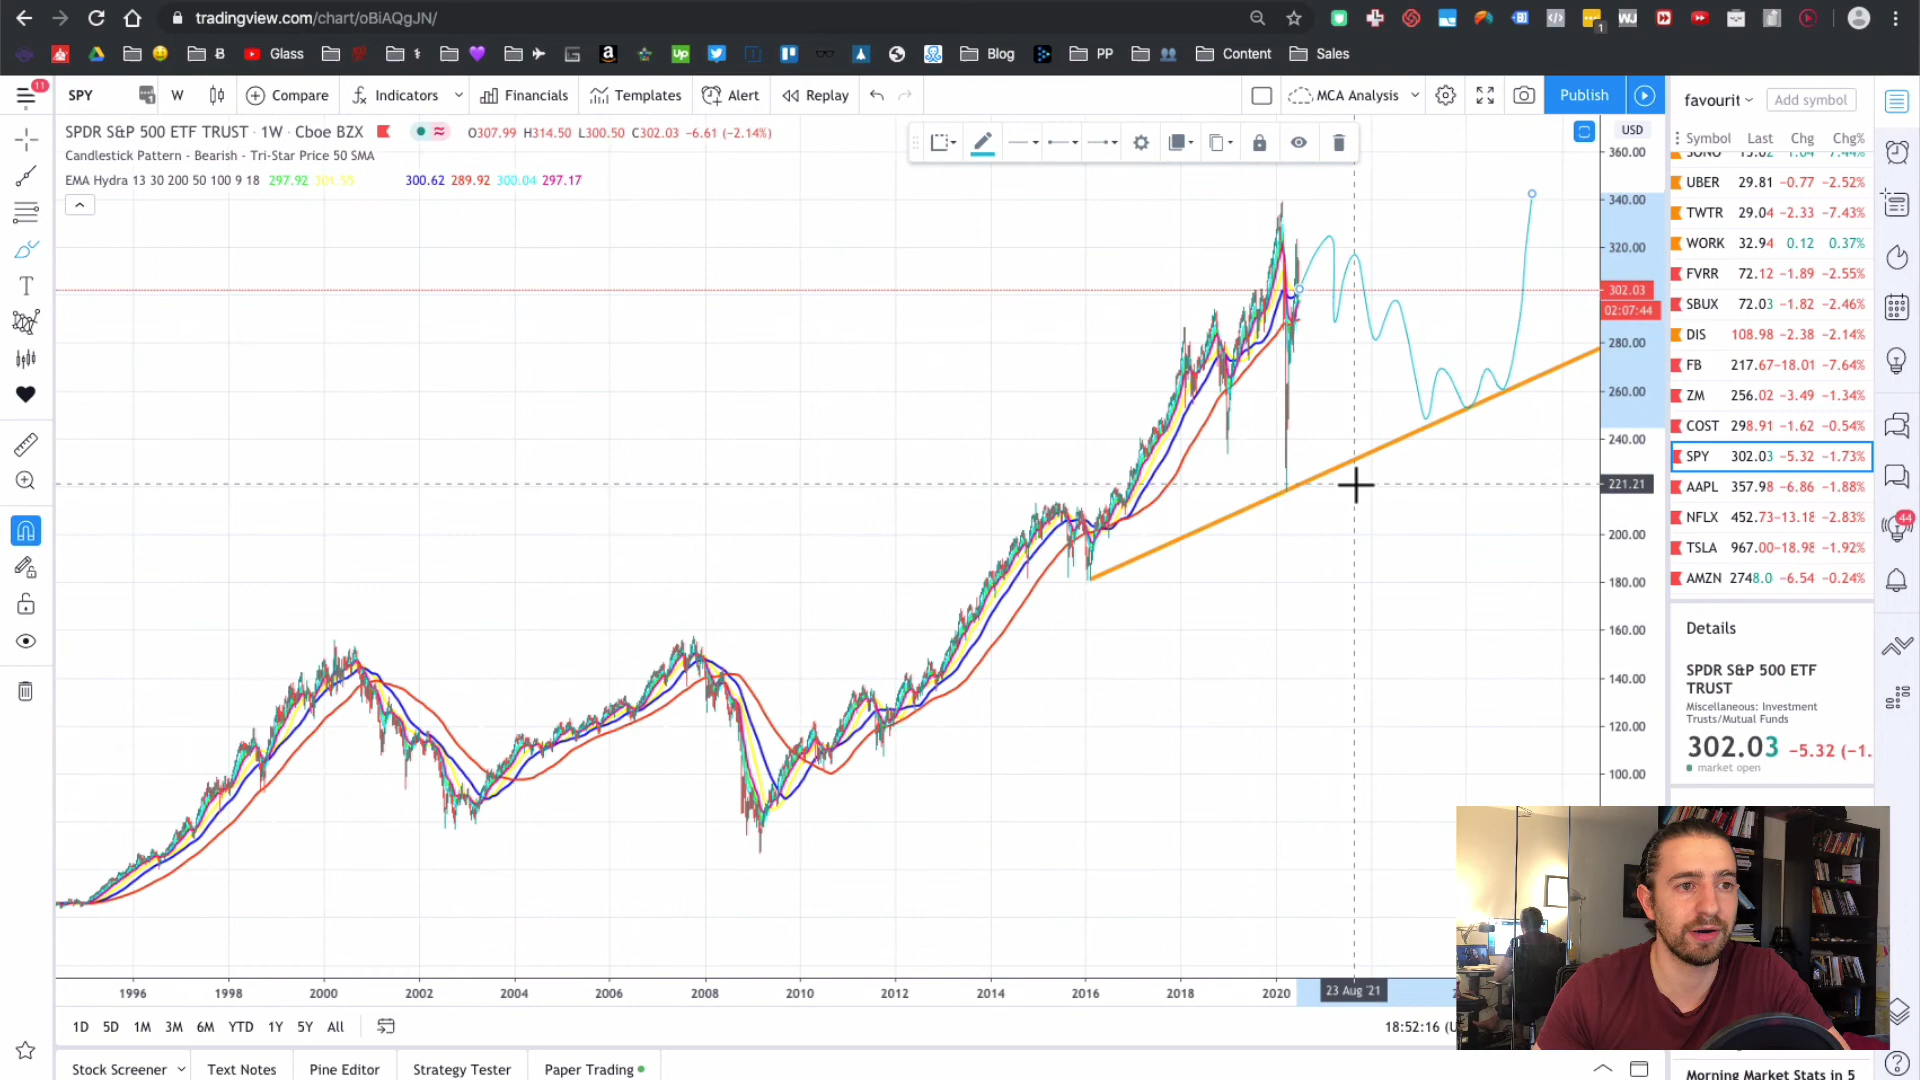 tradingview.com/chart/oBiAQgJN/
Glass
Blog
PP
Content
Sales
11
SPY
W
Compare
Indicators
Financials
Templates
Alert
Replay
MCA Analysis
Publish
favourit
Add symbol
SPDR S&P 500 ETF TRUST · 1W · Cboe BZX
O307.99 H314.50 L300.50 C302.03 -6.61 (-2.14%)
Candlestick Pattern - Bearish - Tri-Star Price 50 SMA
EMA Hydra 13 30 200 50 100 9 18 297.92 301.55 300.62 289.92 300.04 297.17
USD
360.00
340.00
320.00
302.03
02:07:44
280.00
260.00
240.00
221.21
200.00
180.00
160.00
140.00
120.00
100.00
Symbol Last Chg Chg%
UBER 29.81 -0.77 -2.52%
TWTR 29.04 -2.33 -7.43%
WORK 32.94 0.12 0.37%
FVRR 72.12 -1.89 -2.55%
SBUX 72.03 -1.82 -2.46%
DIS 108.98 -2.38 -2.14%
FB 217.67 -18.01 -7.64%
ZM 256.02 -3.49 -1.34%
COST 298.91 -1.62 -0.54%
SPY 302.03 -5.32 -1.73%
AAPL 357.98 -6.86 -1.88%
NFLX 452.73 -13.18 -2.83%
TSLA 967.00 -18.98 -1.92%
AMZN 2748.0 -6.54 -0.24%
44
Details
SPDR S&P 500 ETF
TRUST
Miscellaneous: Investment
Trusts/Mutual Funds
302.03 -5.32 (-1.
market open
1996 1998 2000 2002 2004 2006 2008 2010 2012 2014 2016 2018 2020 23 Aug '21
1D 5D 1M 3M 6M YTD 1Y 5Y All
18:52:16 (U
Stock Screener
Text Notes
Pine Editor
Strategy Tester
Paper Trading
Morning Market Stats in 5